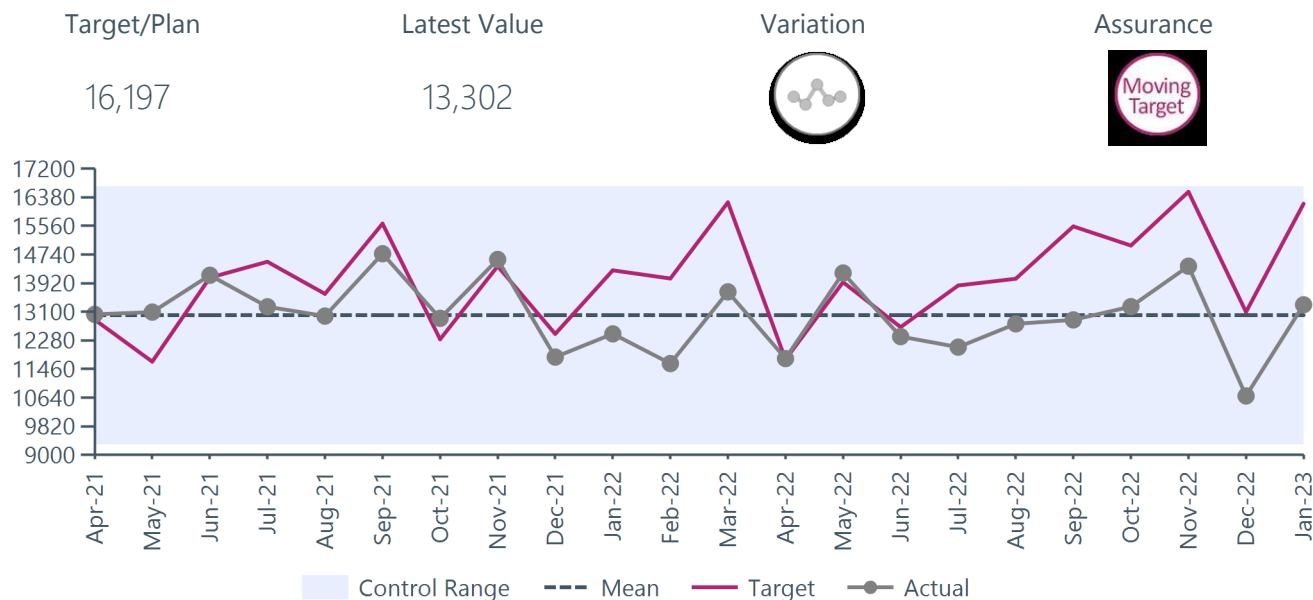 Target/Plan Latest Value Variation Assurance
16,197 13,302
Moving
Target
17200
16380
15560
14740
13920
13100
12280
11460
10640
9820
9000
Apr-21 May-21 Jun-21 Jul-21 Aug-21 Sep-21 Oct-21 Nov-21 Dec-21 Jan-22 Feb-22 Mar-22 Apr-22 May-22 Jun-22 Jul-22 Aug-22 Sep-22 Oct-22 Nov-22 Dec-22 Jan-23
Control Range Mean Target Actual